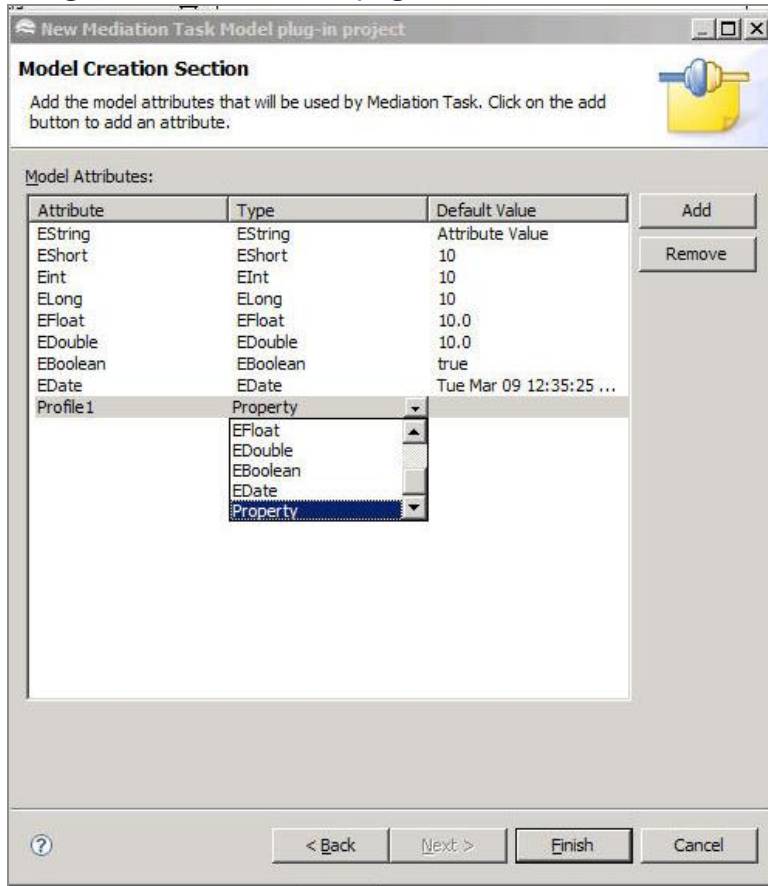 New Mediation Task Model plug-in project
Model Creation Section
Add the model attributes that will be used by Mediation Task. Click on the add
button to add an attribute.
Model Attributes:
Attribute Type Default Value Add
EString EString Attribute Value
EShort EShort 10 Remove
Eint EInt 10
ELong ELong 10
EFloat EFloat 10.0
EDouble EDouble 10.0
EBoolean EBoolean true
EDate EDate Tue Mar 09 12:35:25 ...
Profile1 Property
EFloat
EDouble
EBoolean
EDate
Property
< Back Next > Finish Cancel